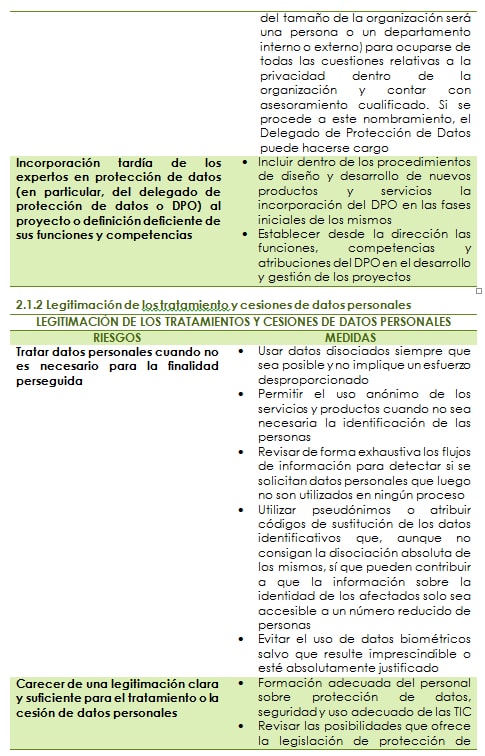 del tamaño de la organización será
una persona o un departamento
interno o externo) para ocuparse de
todas las cuestiones relativas a la
privacidad dentro de la
organización y contar con
asesoramiento cualificado. Si se
procede a este nombramiento, el
Delegado de Protección de Datos
puede hacerse cargo
Incorporación tardía de los
expertos en protección de datos
(en particular, del delegado de
protección de datos o DPO) al
proyecto o definición deficiente de
sus funciones y competencias
• Incluir dentro de los procedimientos
de diseño y desarrollo de nuevos
productos y servicios la
incorporación del DPO en las fases
iniciales de los mismos
• Establecer desde la dirección las
funciones, competencias y
atribuciones del DPO en el desarrollo
y gestión de los proyectos
2.1.2 Legitimación de los tratamiento y cesiones de datos personales
LEGITIMACIÓN DE LOS TRATAMIENTOS Y CESIONES DE DATOS PERSONALES
RIESGOS MEDIDAS
Tratar datos personales cuando no
es necesario para la finalidad
perseguida
• Usar datos disociados siempre que
sea posible y no implique un esfuerzo
desproporcionado
• Permitir el uso anónimo de los
servicios y productos cuando no sea
necesaria la identificación de las
personas
• Revisar de forma exhaustiva los flujos
de información para detectar si se
solicitan datos personales que luego
no son utilizados en ningún proceso
• Utilizar pseudónimos o atribuir
códigos de sustitución de los datos
identificativos que, aunque no
consigan la disociación absoluta de
los mismos, sí que pueden contribuir
a que la información sobre la
identidad de los afectados solo sea
accesible a un número reducido de
personas
• Evitar el uso de datos biométricos
salvo que resulte imprescindible o
esté absolutamente justificado
Carecer de una legitimación clara
y suficiente para el tratamiento o la
cesión de datos personales
• Formación adecuada del personal
sobre protección de datos,
seguridad y uso adecuado de las TIC
• Revisar las posibilidades que ofrece
la legislación de protección de